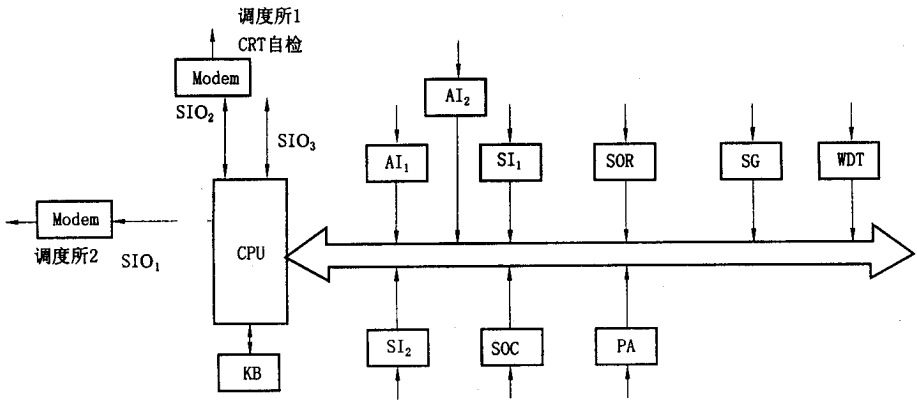 调度所1
CRT自检
Modem
SIO₂
SIO₃
AI₂
AI₁
SI₁
SOR
SG
WDT
Modem
调度所2
SIO₁
CPU
SI₂
SOC
PA
KB